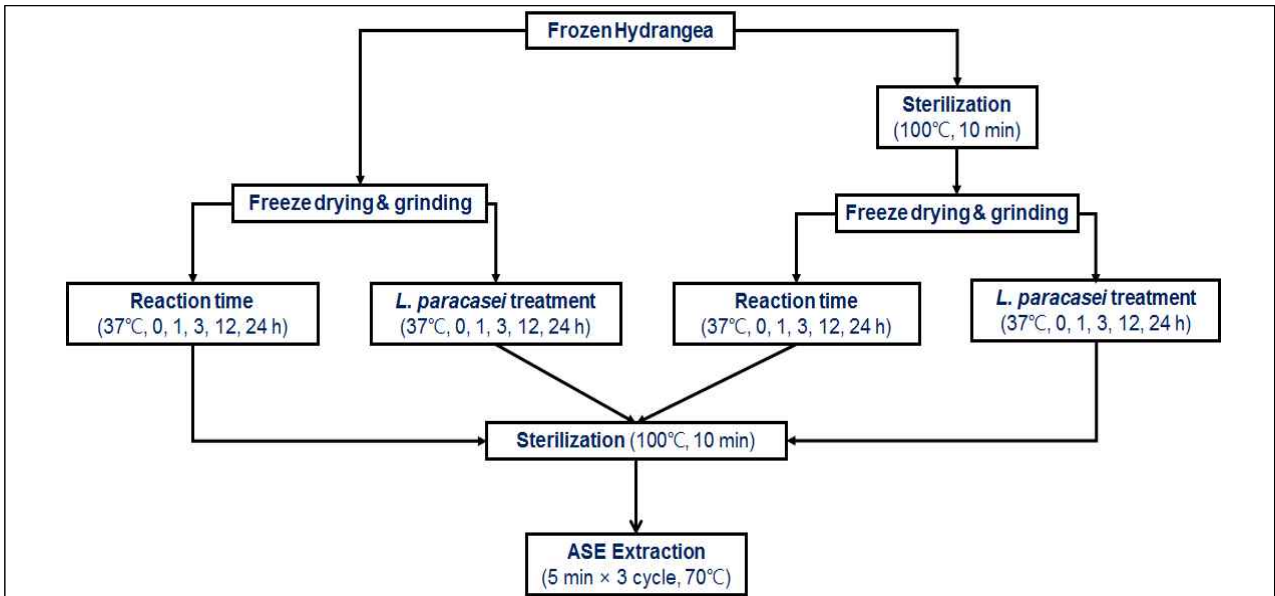 Frozen Hydrangea
Sterilization
(100℃, 10 min)
Freeze drying & grinding
Freeze drying & grinding
Reaction time
(37℃, 0, 1, 3, 12, 24 h)
L. paracasei treatment
(37℃, 0, 1, 3, 12, 24 h)
Reaction time
(37℃, 0, 1, 3, 12, 24 h)
L. paracasei treatment
(37℃, 0, 1, 3, 12, 24 h)
Sterilization (100℃, 10 min)
ASE Extraction
(5 min × 3 cycle, 70℃)